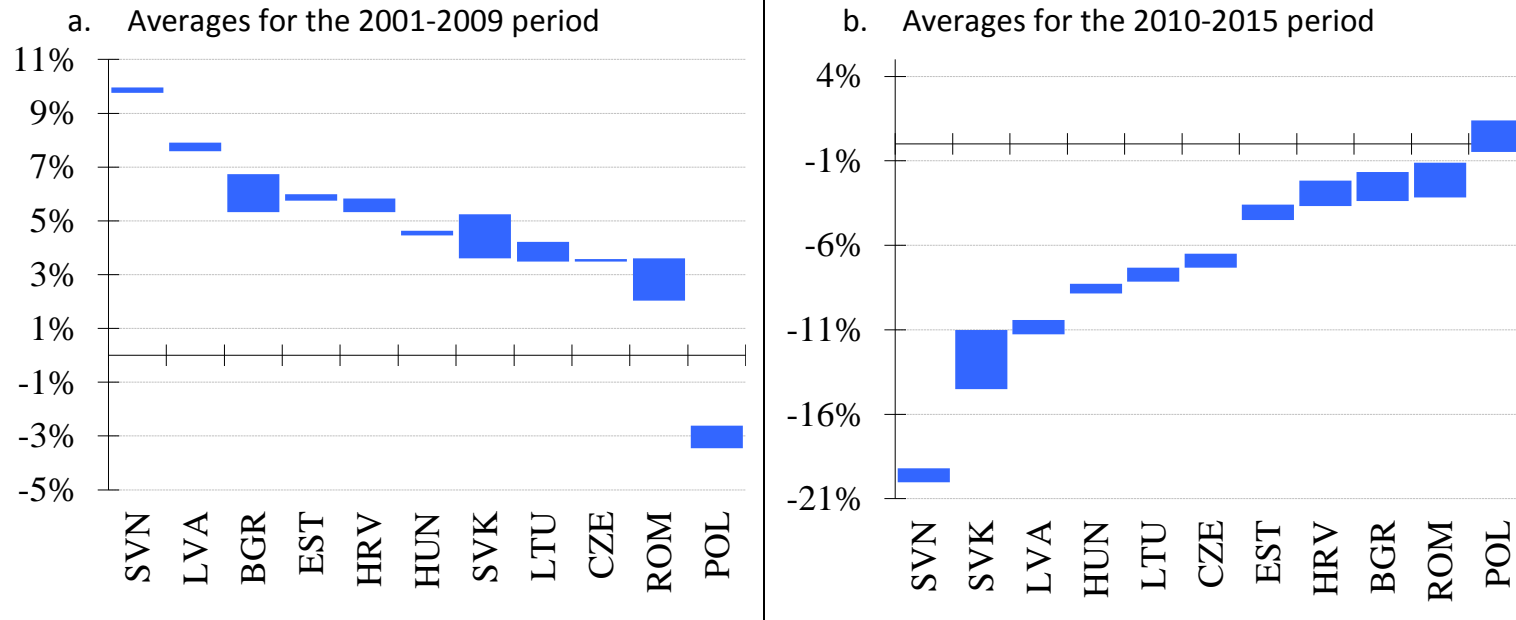 a. Averages for the 2001-2009 period
11%
9%
7%
5%
3%
1%
-1%
-3%
-5%
SVN
LVA
BGR
EST
HRV
HUN
SVK
LTU
CZE
ROM
POL
b. Averages for the 2010-2015 period
4%
-1%
-6%
-11%
-16%
-21%
SVN
SVK
LVA
HUN
LTU
CZE
EST
HRV
BGR
ROM
POL